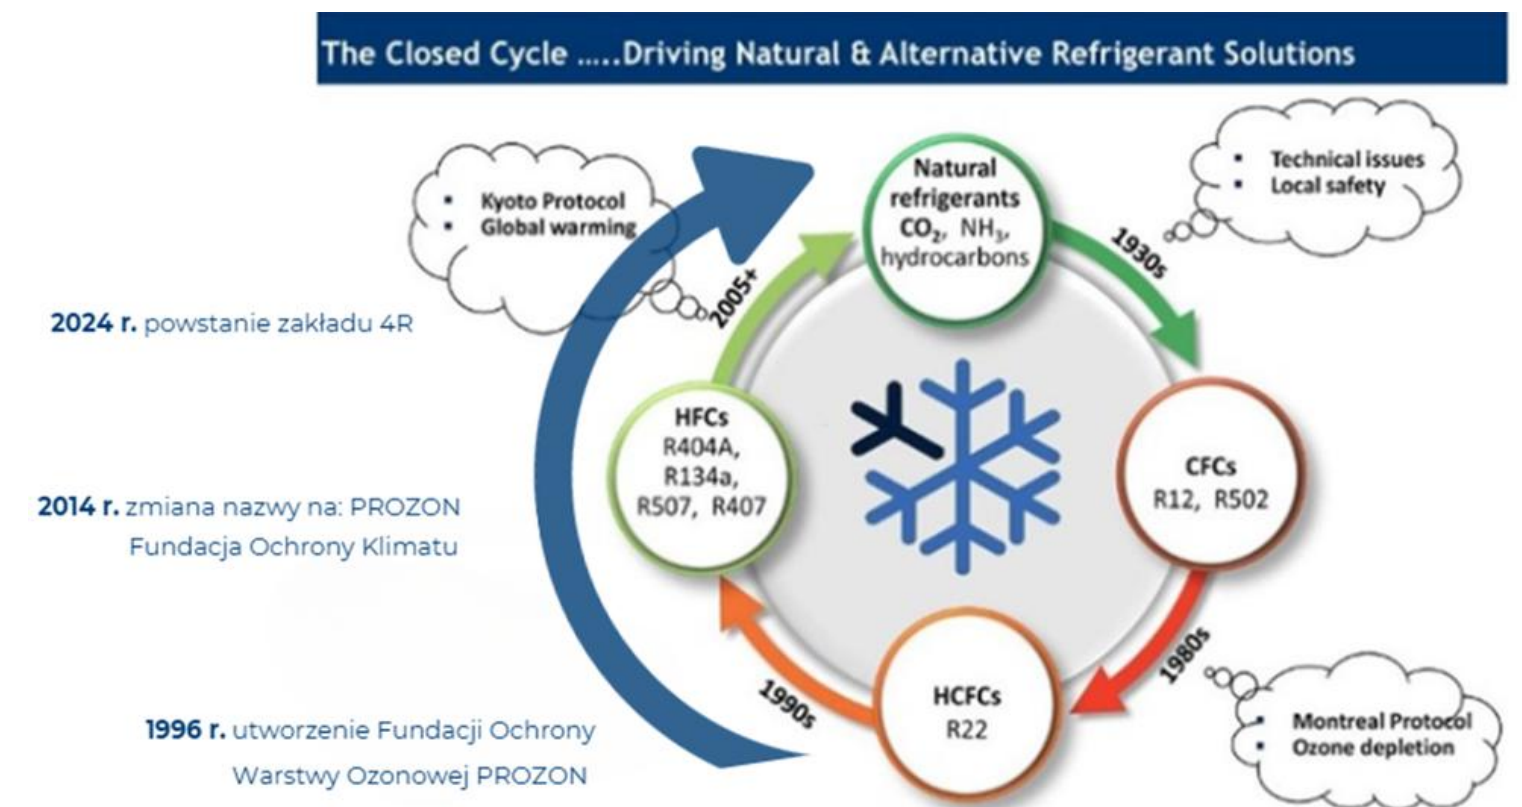 The Closed Cycle .....Driving Natural & Alternative Refrigerant Solutions
▪ Kyoto Protocol
▪ Global warming
Natural
refrigerants
CO₂, NH₃,
hydrocarbons
▪ Technical issues
▪ Local safety
1930s
2005+
2024 r. powstanie zakładu 4R
HFCs
R404A,
R134a,
R507, R407
CFCs
R12, R502
2014 r. zmiana nazwy na: PROZON
Fundacja Ochrony Klimatu
1980s
1990s
HCFCs
R22
▪ Montreal Protocol
▪ Ozone depletion
1996 r. utworzenie Fundacji Ochrony
Warstwy Ozonowej PROZON